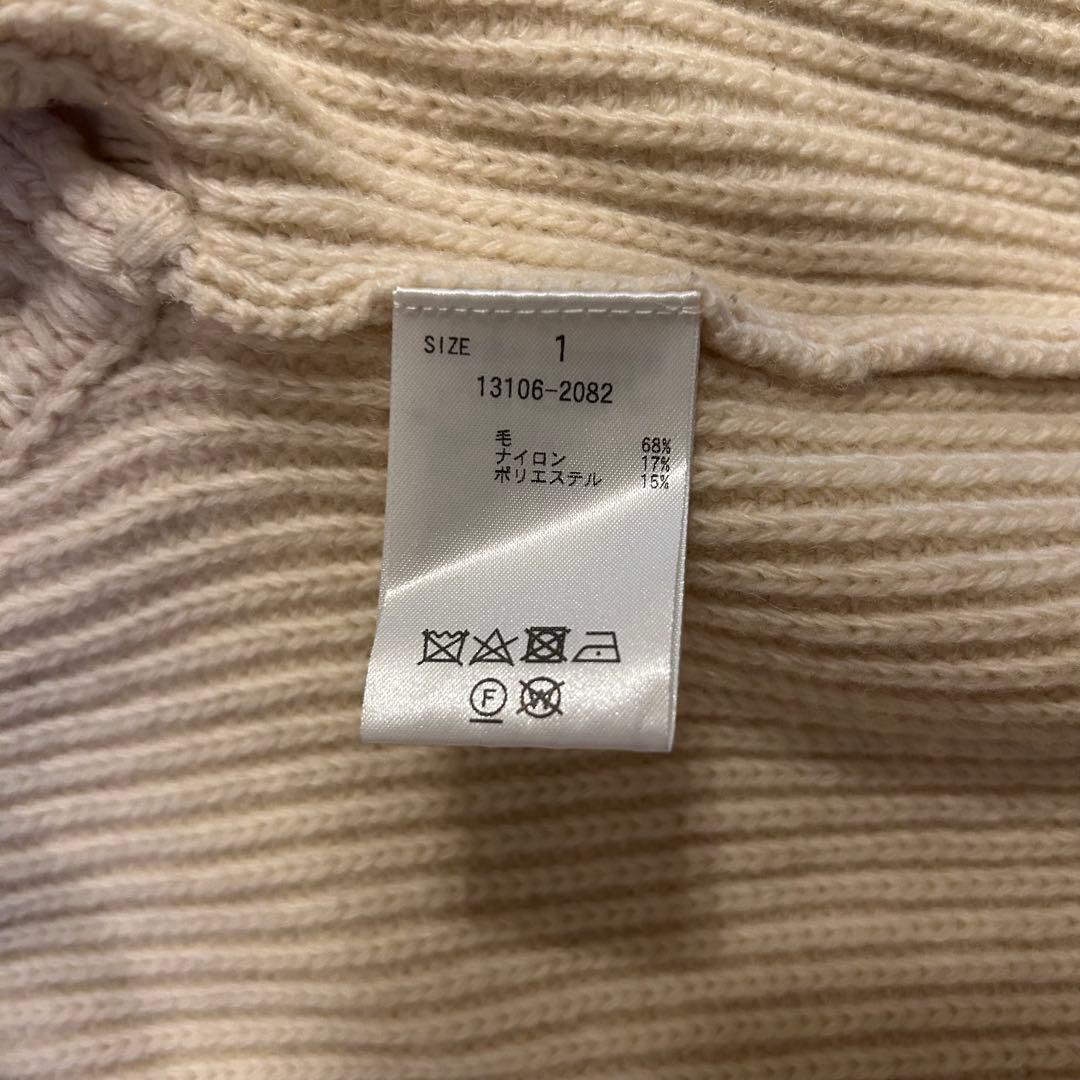 SIZE 1
13106-2082
毛 68%
ナイロン 17%
ポリエステル 15%
F W